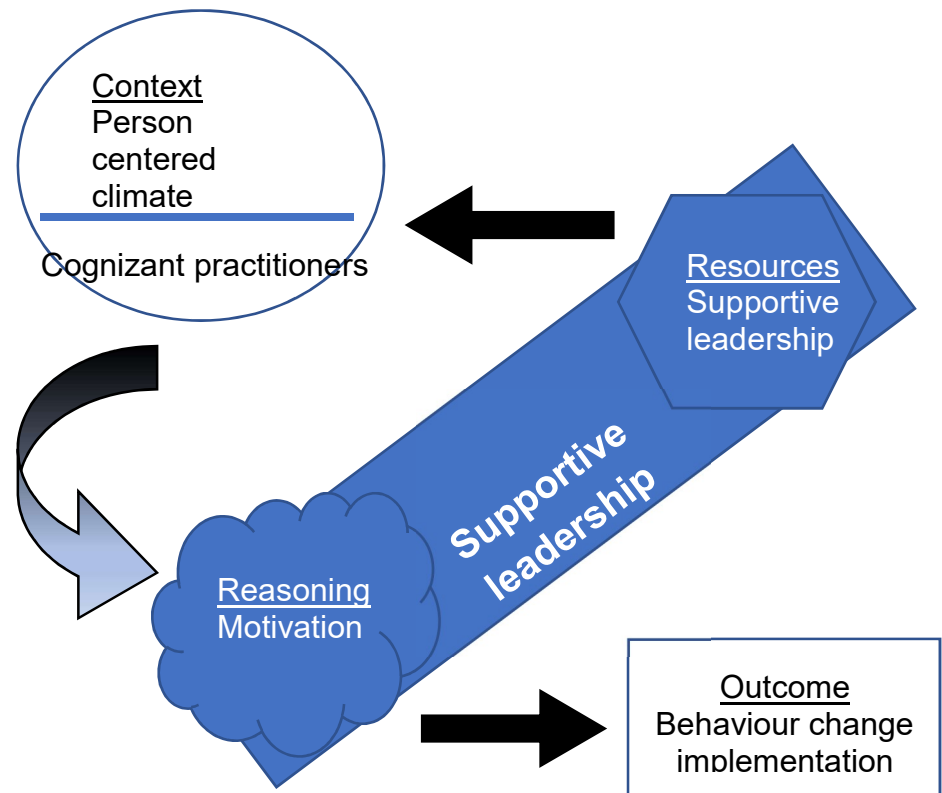 Context
Person
centered
climate
Cognizant practitioners
Resources
Supportive
leadership
Supportive
leadership
Reasoning
Motivation
Outcome
Behaviour change
implementation